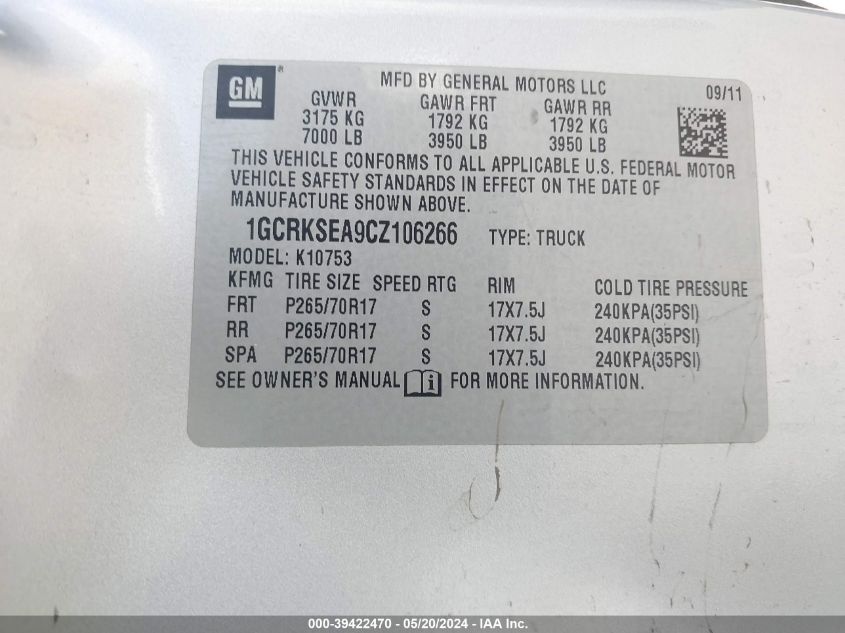 GM ®
MFD BY GENERAL MOTORS LLC 09/11
GVWR GAWR FRT GAWR RR
3175 KG 1792 KG 1792 KG
7000 LB 3950 LB 3950 LB
THIS VEHICLE CONFORMS TO ALL APPLICABLE U.S. FEDERAL MOTOR
VEHICLE SAFETY STANDARDS IN EFFECT ON THE DATE OF
MANUFACTURE SHOWN ABOVE.
1GCRKSEA9CZ106266 TYPE: TRUCK
MODEL: K10753
KFMG TIRE SIZE SPEED RTG RIM COLD TIRE PRESSURE
FRT P265/70R17 S 17X7.5J 240KPA(35PSI)
RR P265/70R17 S 17X7.5J 240KPA(35PSI)
SPA P265/70R17 S 17X7.5J 240KPA(35PSI)
SEE OWNER'S MANUAL i FOR MORE INFORMATION.
000-39422470 - 05/20/2024 - IAA Inc.